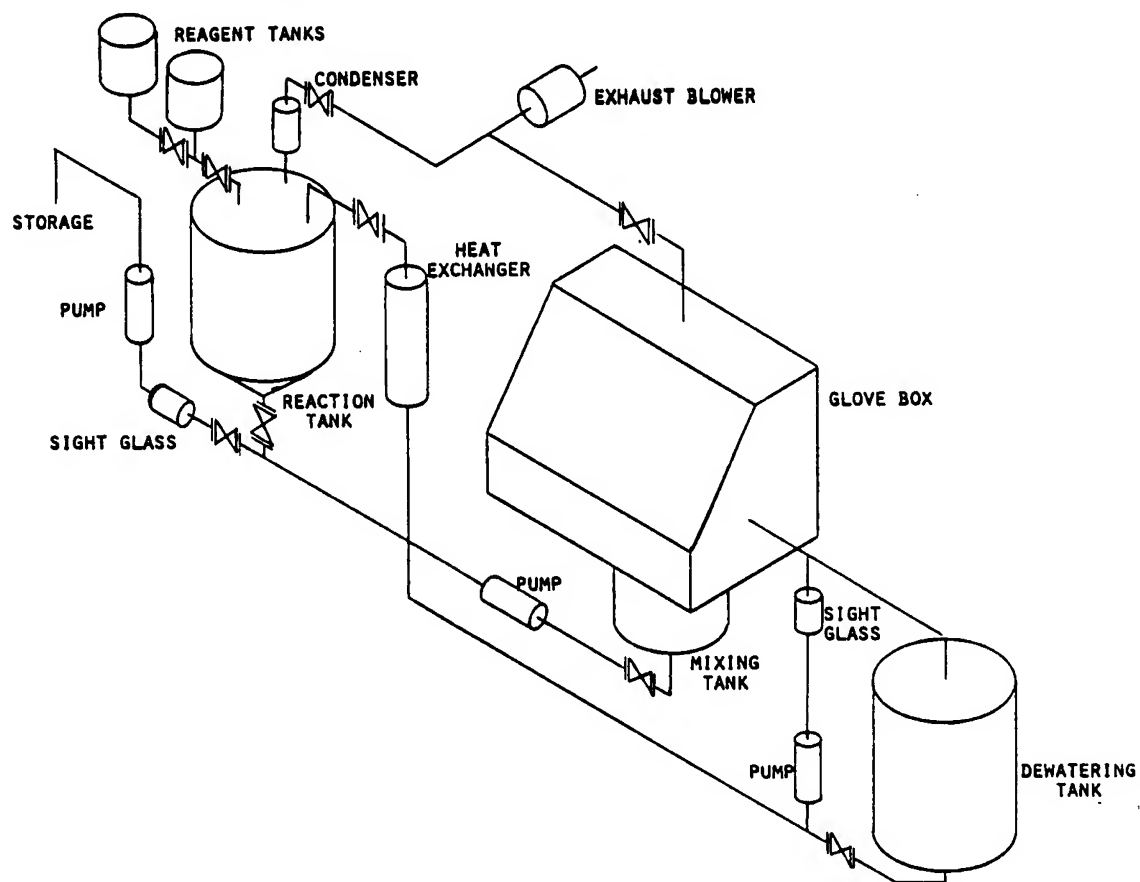 REAGENT TANKS
CONDENSER
EXHAUST BLOWER
STORAGE
HEAT
EXCHANGER
PUMP
GLOVE BOX
REACTION
TANK
SIGHT GLASS
PUMP
SIGHT
GLASS
MIXING
TANK
PUMP
DEWATERING
TANK